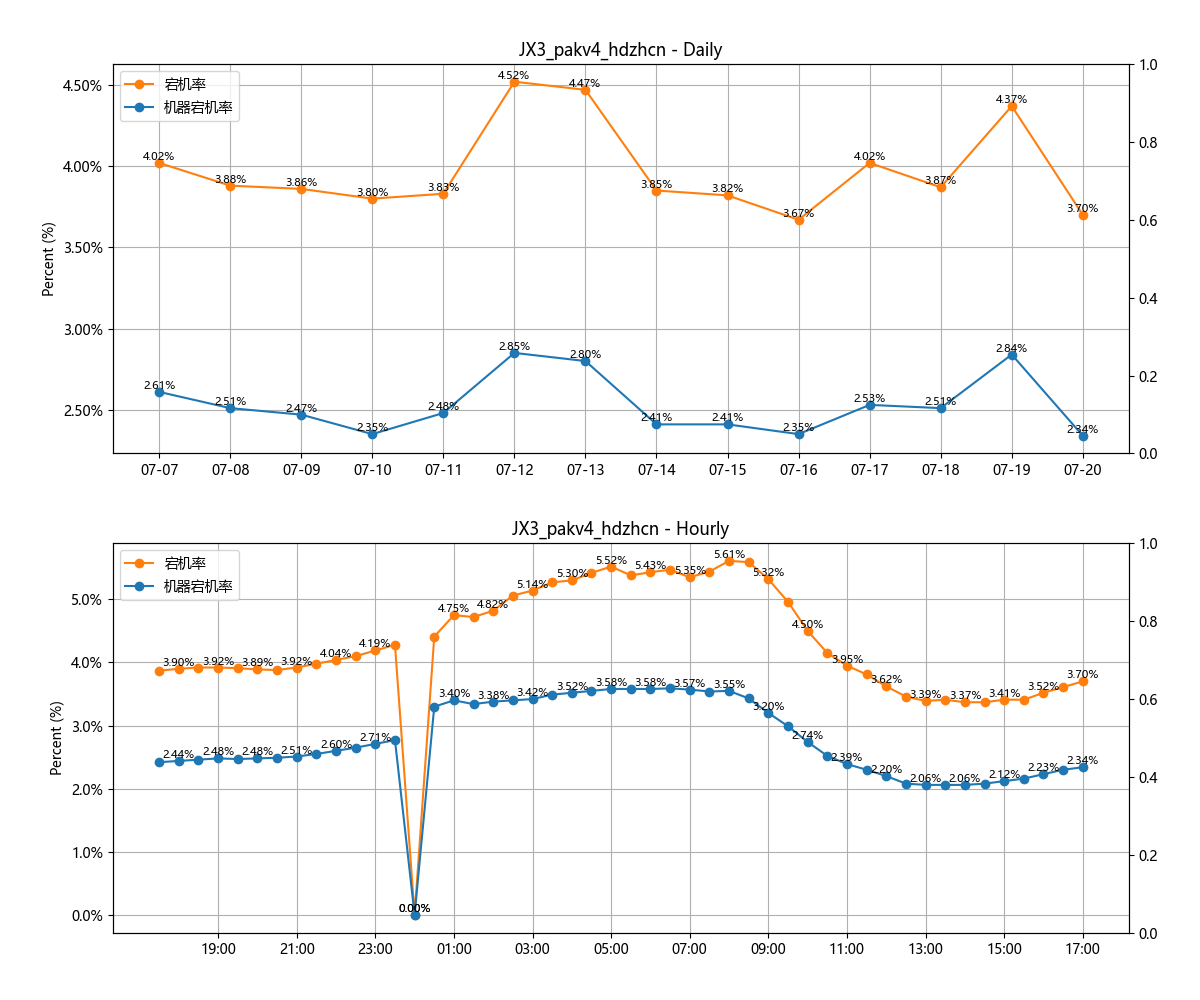 JX3_pakv4_hdzhcn - Daily
宕机率
机器宕机率
Percent (%)
4.50%
4.00%
3.50%
3.00%
2.50%
1.0
0.8
0.6
0.4
0.2
0.0
4.02% 3.88% 3.86% 3.80% 3.83% 4.52% 4.47% 3.85% 3.82% 3.67% 4.02% 3.87% 4.37% 3.70%
2.61% 2.51% 2.47% 2.35% 2.48% 2.85% 2.80% 2.41% 2.41% 2.35% 2.53% 2.51% 2.84% 2.34%
07-07 07-08 07-09 07-10 07-11 07-12 07-13 07-14 07-15 07-16 07-17 07-18 07-19 07-20
JX3_pakv4_hdzhcn - Hourly
宕机率
机器宕机率
Percent (%)
5.0%
4.0%
3.0%
2.0%
1.0%
0.0%
1.0
0.8
0.6
0.4
0.2
0.0
3.90% 3.92% 3.89% 3.92% 4.04% 4.19% 0.00% 4.75% 4.82% 5.14% 5.30% 5.52% 5.43% 5.35% 5.61% 5.32% 4.50% 3.95% 3.62% 3.39% 3.37% 3.41% 3.52% 3.70%
2.44% 2.48% 2.48% 2.51% 2.60% 2.71% 0.00% 3.40% 3.38% 3.42% 3.52% 3.58% 3.58% 3.57% 3.55% 3.20% 2.74% 2.39% 2.20% 2.06% 2.06% 2.12% 2.23% 2.34%
19:00 21:00 23:00 01:00 03:00 05:00 07:00 09:00 11:00 13:00 15:00 17:00